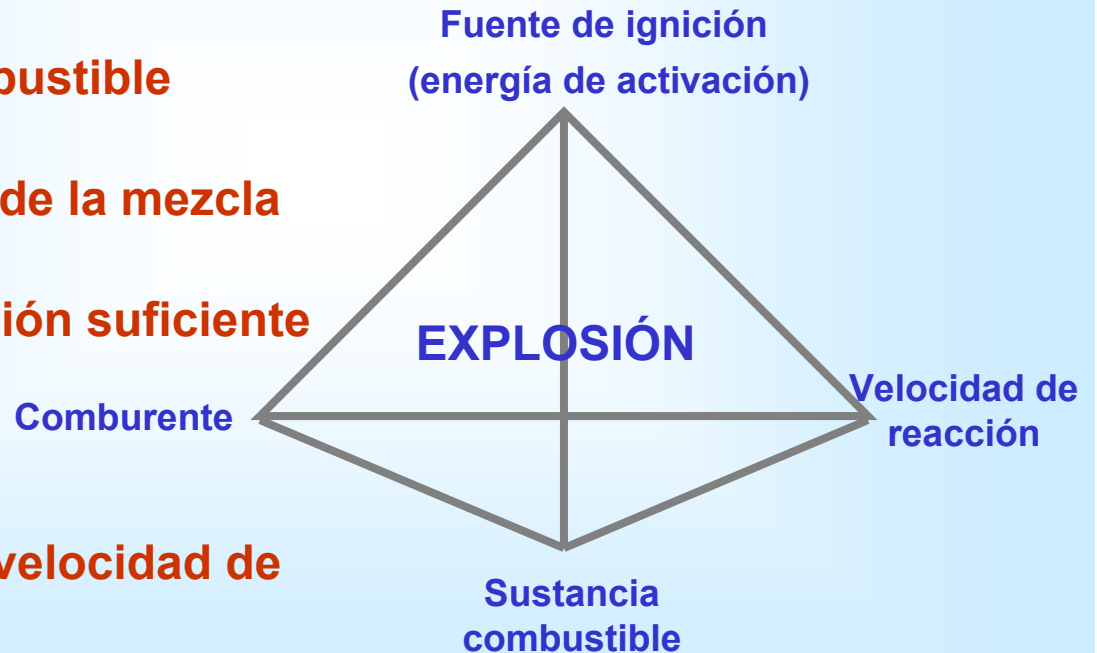 bustible
de la mezcla
ión suficiente
velocidad de
Fuente de ignición
(energía de activación)
EXPLOSIÓN
Comburente
Velocidad de
reacción
Sustancia
combustible